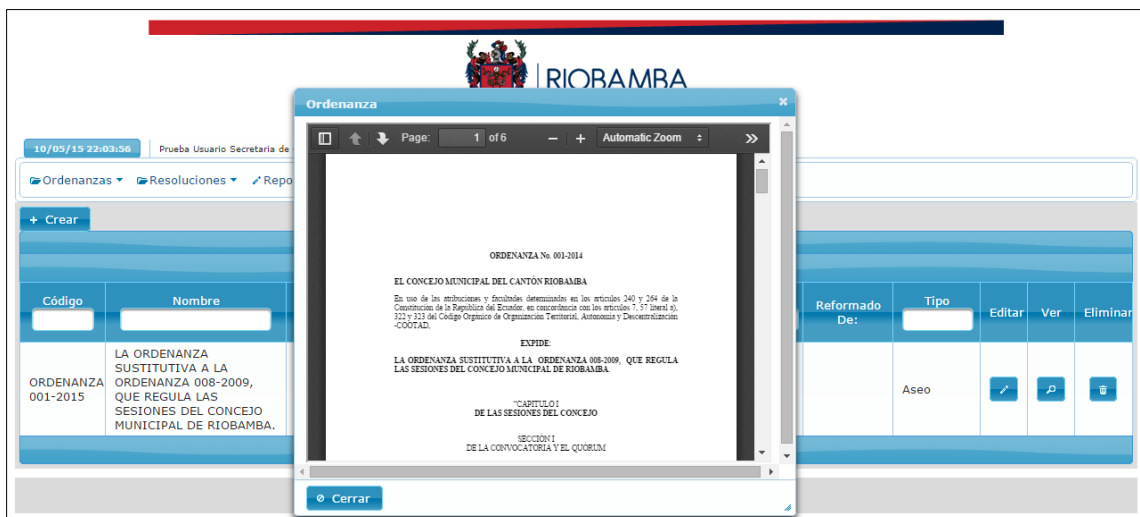 RIOBAMBA
Ordenanza
Page: 1 of 6 Automatic Zoom
10/05/15 22:03:56 Prueba Usuario Secretaria de
Ordenanzas Resoluciones Repo
+ Crear
ORDENANZA No. 001-2014
EL CONCEJO MUNICIPAL DEL CANTÓN RIOBAMBA
En uso de las atribuciones y facultades determinadas en los artículos 240 y 264 de la
Constitución de la República del Ecuador, en concordancia con los artículos 7, 57 literal a),
322 y 323 del Código Orgánico de Organización Territorial, Autonomía y Descentralización
-COOTAD,
EXPIDE:
LA ORDENANZA SUSTITUTIVA A LA ORDENANZA 008-2009, QUE REGULA
LAS SESIONES DEL CONCEJO MUNICIPAL DE RIOBAMBA.
"CAPITULO I
DE LAS SESIONES DEL CONCEJO
SECCIÓN I
DE LA CONVOCATORIA Y EL QUÓRUM
Código Nombre Reformado De: Tipo Editar Ver Eliminar
ORDENANZA
001-2015
LA ORDENANZA
SUSTITUTIVA A LA
ORDENANZA 008-2009,
QUE REGULA LAS
SESIONES DEL CONCEJO
MUNICIPAL DE RIOBAMBA.
Aseo
Cerrar